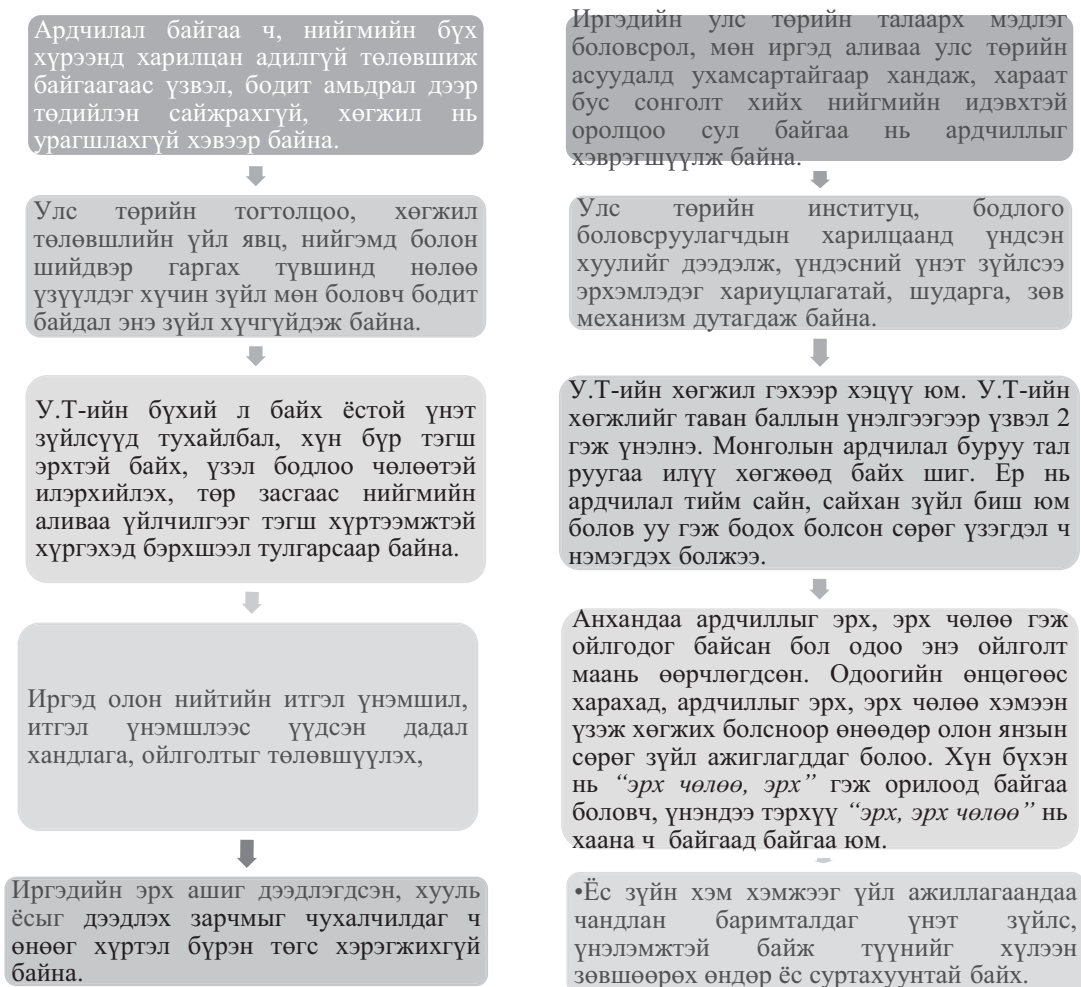 Ардчилал байгаа ч, нийгмийн бүх
хүрээнд харилцан адилгүй төлөвшиж
байгаагаас үзвэл, бодит амьдрал дээр
төдийлэн сайжрахгүй, хөгжил нь
урагшлахгүй хэвээр байна.
Улс төрийн тогтолцоо, хөгжил
төлөвшлийн үйл явц, нийгэмд болон
шийдвэр гаргах түвшинд нөлөө
үзүүлдэг хүчин зүйл мөн боловч бодит
байдал энэ зүйл хүчгүйдэж байна.
У.Т-ийн бүхий л байх ёстой үнэт
зүйлсүүд тухайлбал, хүн бүр тэгш
эрхтэй байх, үзэл бодлоо чөлөөтэй
илэрхийлэх, төр засгаас нийгмийн
аливаа үйлчилгээг тэгш хүртээмжтэй
хүргэхэд бэрхшээл тулгарсаар байна.
Иргэд олон нийтийн итгэл үнэмшил,
итгэл үнэмшлээс үүдсэн дадал
хандлага, ойлголтыг төлөвшүүлэх,
Иргэдийн эрх ашиг дээдлэгдсэн, хууль
ёсыг дээдлэх зарчмыг чухалчилдаг ч
өнөөг хүртэл бүрэн төгс хэрэгжихгүй
байна.
Иргэдийн улс төрийн талаарх мэдлэг
боловсрол, мөн иргэд аливаа улс төрийн
асуудалд ухамсартайгаар хандаж, хараат
бус сонголт хийх нийгмийн идэвхтэй
оролцоо сул байгаа нь ардчиллыг
хэврэгшүүлж байна.
Улс төрийн институц, бодлого
боловсруулагчдын харилцаанд үндсэн
хуулийг дээдэлж, үндэсний үнэт зүйлсээ
эрхэмлэдэг хариуцлагатай, шударга, зөв
механизм дутагдаж байна.
У.Т-ийн хөгжил гэхээр хэцүү юм. У.Т-ийн
хөгжлийг таван баллын үнэлгээгээр үзвэл 2
гэж үнэлнэ. Монголын ардчилал буруу тал
руугаа илүү хөгжөөд байх шиг. Ер нь
ардчилал тийм сайн, сайхан зүйл биш юм
болов уу гэж бодох болсон сөрөг үзэгдэл ч
нэмэгдэх болжээ.
Анхандаа ардчиллыг эрх, эрх чөлөө гэж
ойлгодог байсан бол одоо энэ ойлголт
маань өөрчлөгдсөн. Одоогийн өнцөгөөс
харахад, ардчиллыг эрх, эрх чөлөө хэмээн
үзэж хөгжих болсноор өнөөдөр олон янзын
сөрөг зүйл ажиглагддаг болоо. Хүн бүхэн
нь “эрх чөлөө, эрх” гэж орилоод байгаа
боловч, үнэндээ тэрхүү “эрх, эрх чөлөө” нь
хаана ч байгаад байгаа юм.
•Ёс зүйн хэм хэмжээг үйл ажиллагаандаа
чандлан баримталдаг үнэт зүйлс,
үнэлэмжтэй байж түүнийг хүлээн
зөвшөөрөх өндөр ёс суртахуунтай байх.